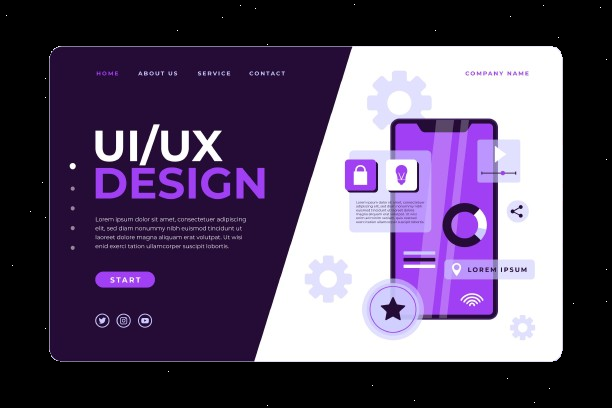 HOME ABOUT US SERVICE CONTACT COMPANY NAME
UI/UX
DESIGN
Lorem ipsum dolor sit amet, consectetuer adipiscing
elit, sed diam nonummy nibh euismod tincidunt ut
laoreet dolore magna aliquam erat volutpat. Ut wisi
enim exerci tation ullamcorper suscipit lobortis.
START
LOREM IPSUM